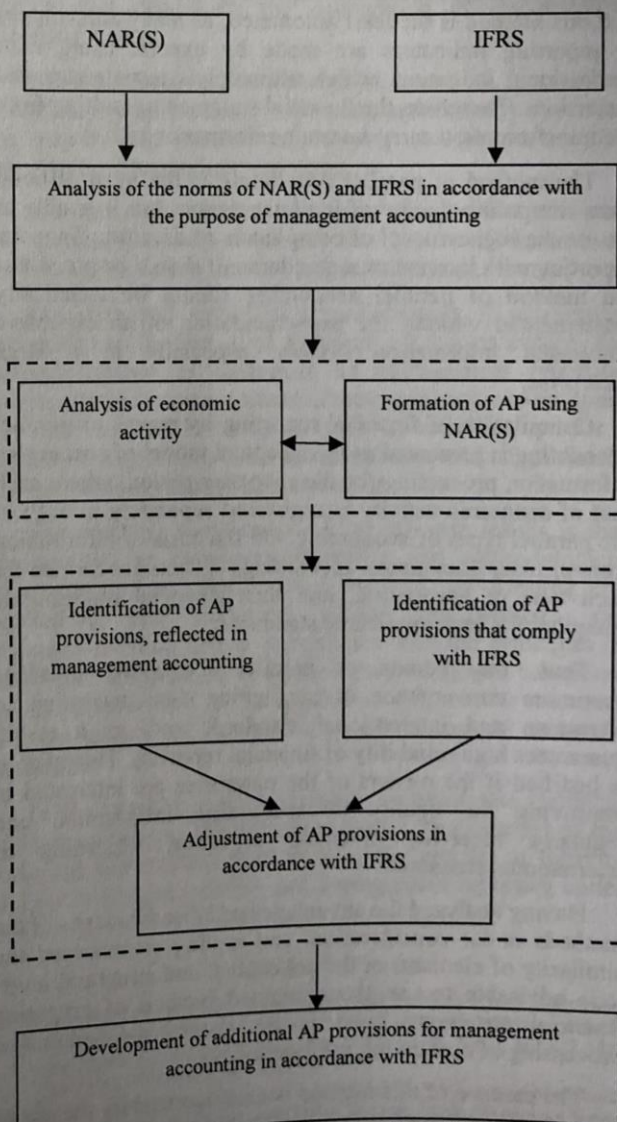 NAR(S)
IFRS
Analysis of the norms of NAR(S) and IFRS in accordance with
the purpose of management accounting
Analysis of economic
activity
Formation of AP using
NAR(S)
Identification of AP
provisions, reflected in
management accounting
Identification of AP
provisions that comply
with IFRS
Adjustment of AP provisions in
accordance with IFRS
Development of additional AP provisions for management
accounting in accordance with IFRS